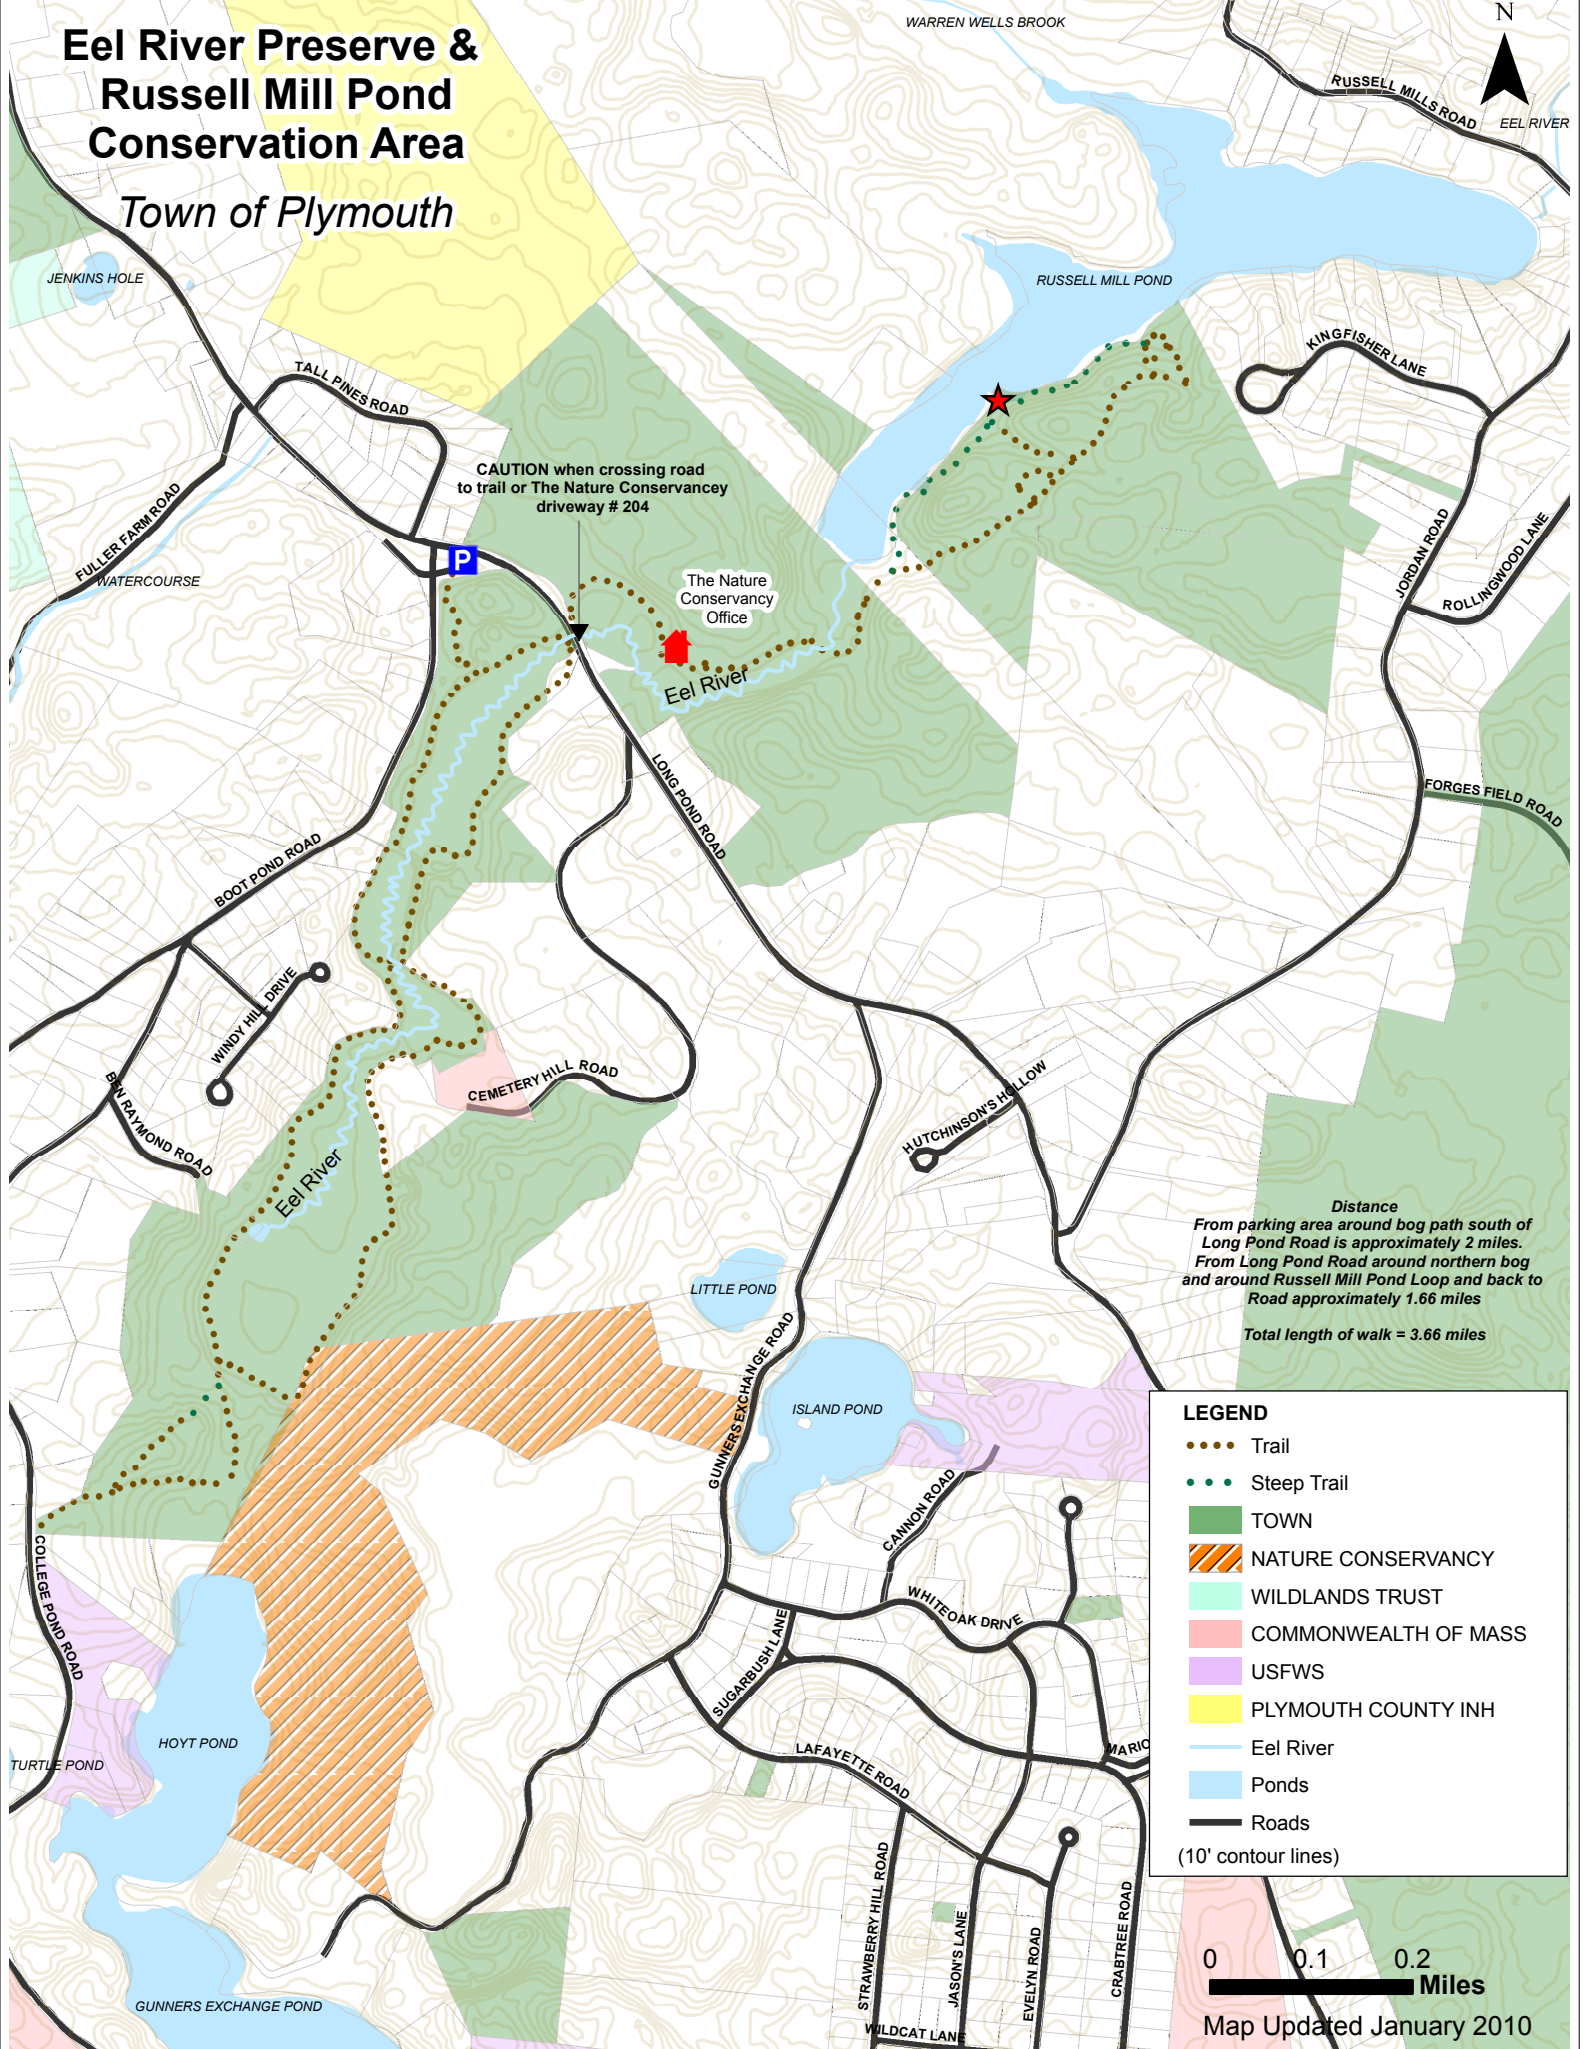 Eel River Preserve &
Russell Mill Pond
Conservation Area
Town of Plymouth
WARREN WELLS BROOK
N
RUSSELL MILLS ROAD
EEL RIVER
JENKINS HOLE
RUSSELL MILL POND
KINGFISHER LANE
TALL PINES ROAD
CAUTION when crossing road
to trail or The Nature Conservancey
driveway # 204
FULLER FARM ROAD
WATERCOURSE
P
The Nature
Conservancy
Office
JORDAN ROAD
ROLLINGWOOD LANE
Eel River
LONG POND ROAD
FORGES FIELD ROAD
BOOT POND ROAD
WINDY HILL DRIVE
BEN RAYMOND ROAD
CEMETERY HILL ROAD
HUTCHINSON'S HOLLOW
Eel River
Distance
From parking area around bog path south of
Long Pond Road is approximately 2 miles.
From Long Pond Road around northern bog
and around Russell Mill Pond Loop and back to
Road approximately 1.66 miles
Total length of walk = 3.66 miles
LITTLE POND
GUNNERS EXCHANGE ROAD
ISLAND POND
CANNON ROAD
WHITEOAK DRIVE
COLLEGE POND ROAD
SUGARBUSH LANE
HOYT POND
TURTLE POND
LAFAYETTE ROAD
MARIO
STRAWBERRY HILL ROAD
JASON'S LANE
EVELYN ROAD
CRABTREE ROAD
WILDCAT LANE
GUNNERS EXCHANGE POND
LEGEND
Trail
Steep Trail
TOWN
NATURE CONSERVANCY
WILDLANDS TRUST
COMMONWEALTH OF MASS
USFWS
PLYMOUTH COUNTY INH
Eel River
Ponds
Roads
(10' contour lines)
0 0.1 0.2
Miles
Map Updated January 2010